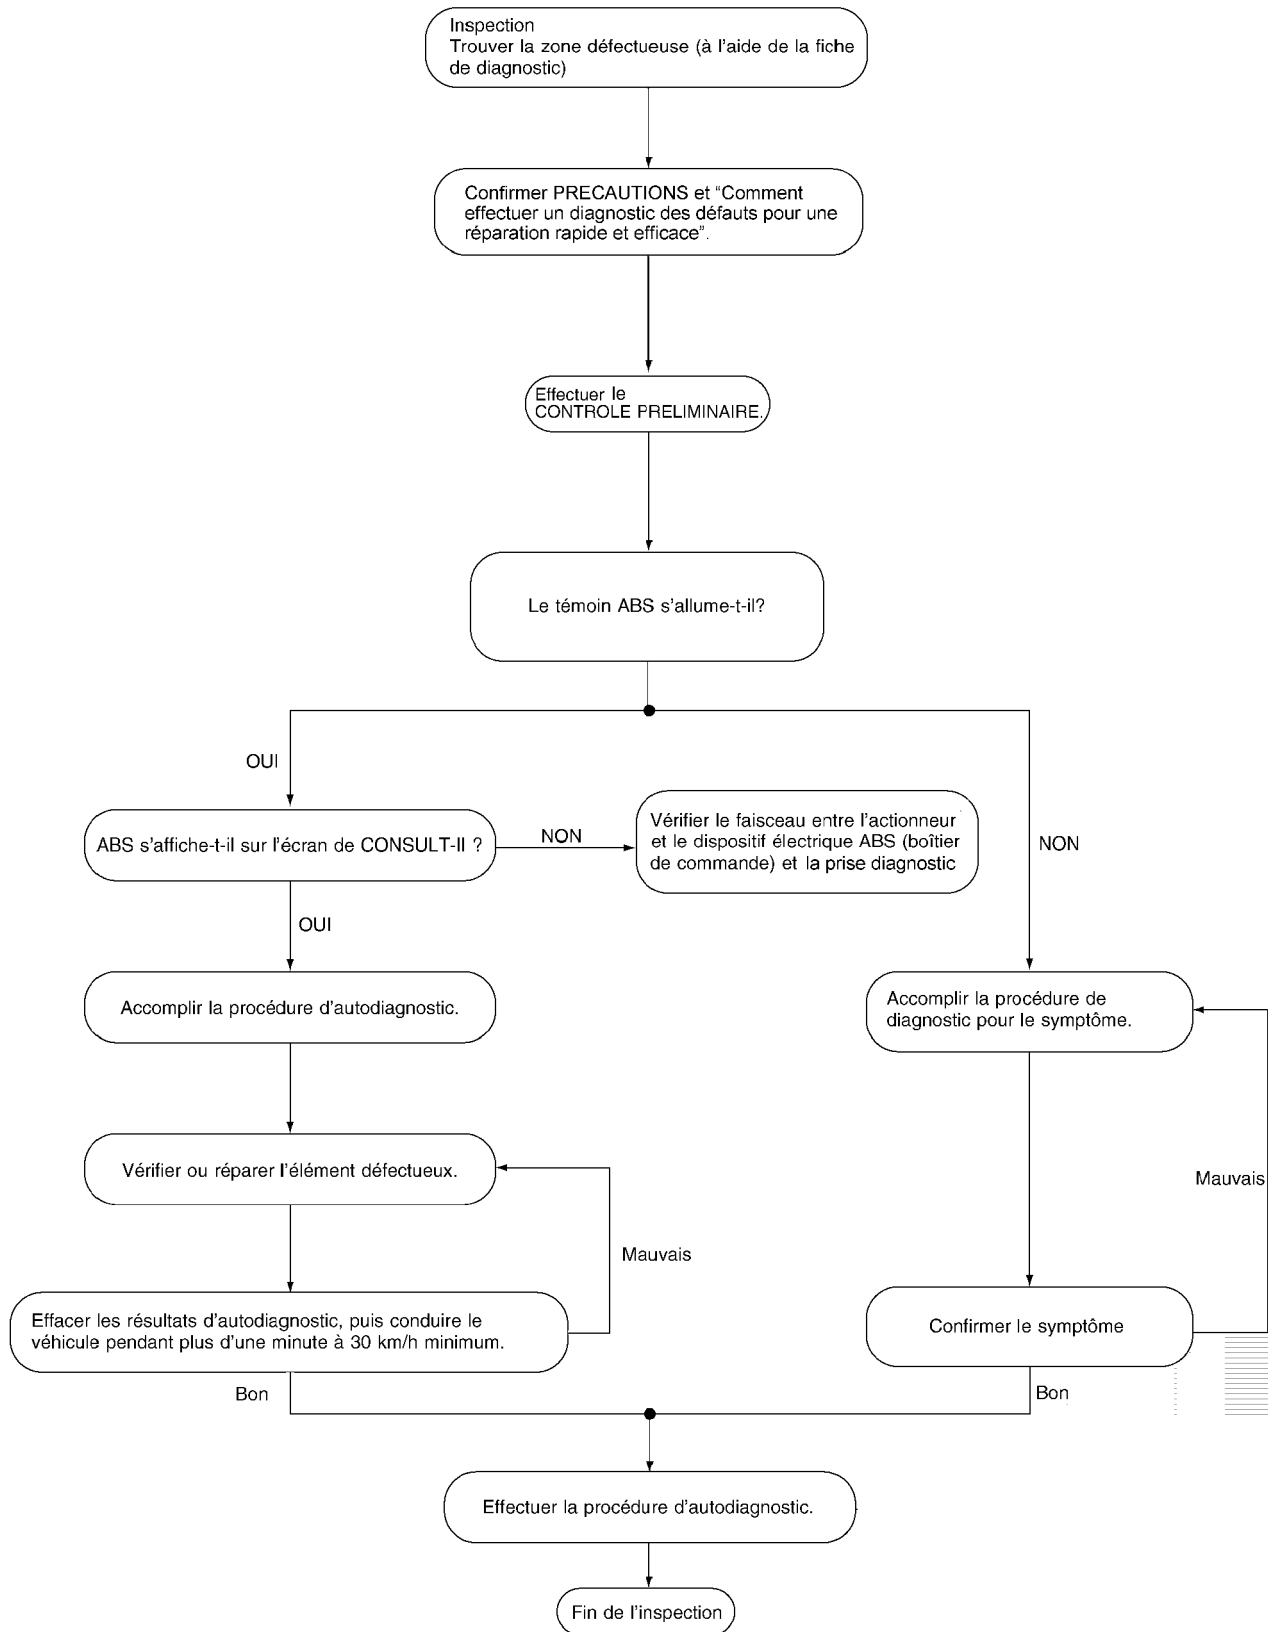 Inspection
Trouver la zone défectueuse (à l'aide de la fiche
de diagnostic)
Confirmer PRECAUTIONS et “Comment
effectuer un diagnostic des défauts pour une
réparation rapide et efficace”.
Effectuer le
CONTROLE PRELIMINAIRE.
Le témoin ABS s'allume-t-il?
OUI
ABS s'affiche-t-il sur l'écran de CONSULT-II ?
NON
Vérifier le faisceau entre l'actionneur
et le dispositif électrique ABS (boîtier
de commande) et la prise diagnostic
NON
OUI
Accomplir la procédure d'autodiagnostic.
Accomplir la procédure de
diagnostic pour le symptôme.
Vérifier ou réparer l'élément défectueux.
Mauvais
Mauvais
Effacer les résultats d'autodiagnostic, puis conduire le
véhicule pendant plus d'une minute à 30 km/h minimum.
Confirmer le symptôme
Bon
Bon
Effectuer la procédure d'autodiagnostic.
Fin de l'inspection